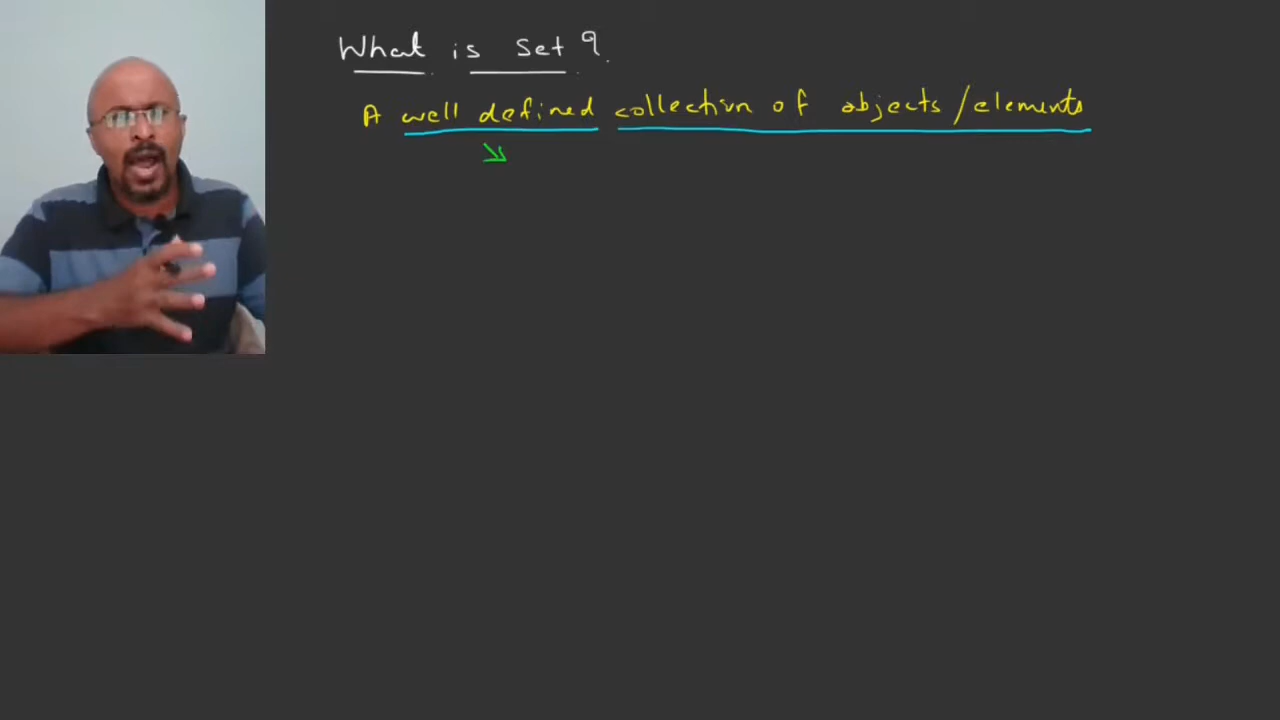 What is Set ?
A well defined collection of objects/elements